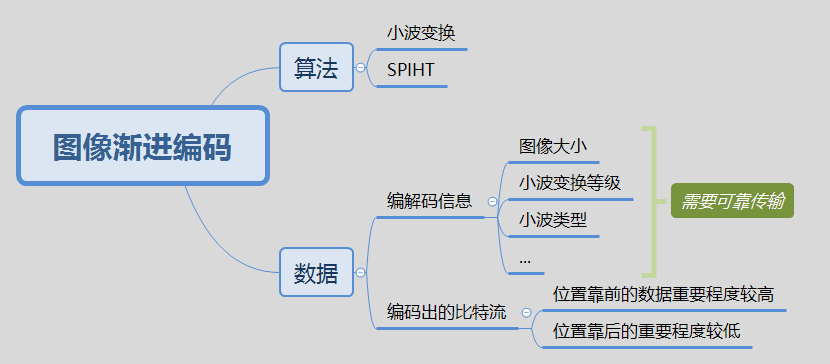 图像渐进编码
算法
小波变换
SPIHT
数据
编解码信息
图像大小
小波变换等级
小波类型
...
需要可靠传输
编码出的比特流
位置靠前的数据重要程度较高
位置靠后的重要程度较低